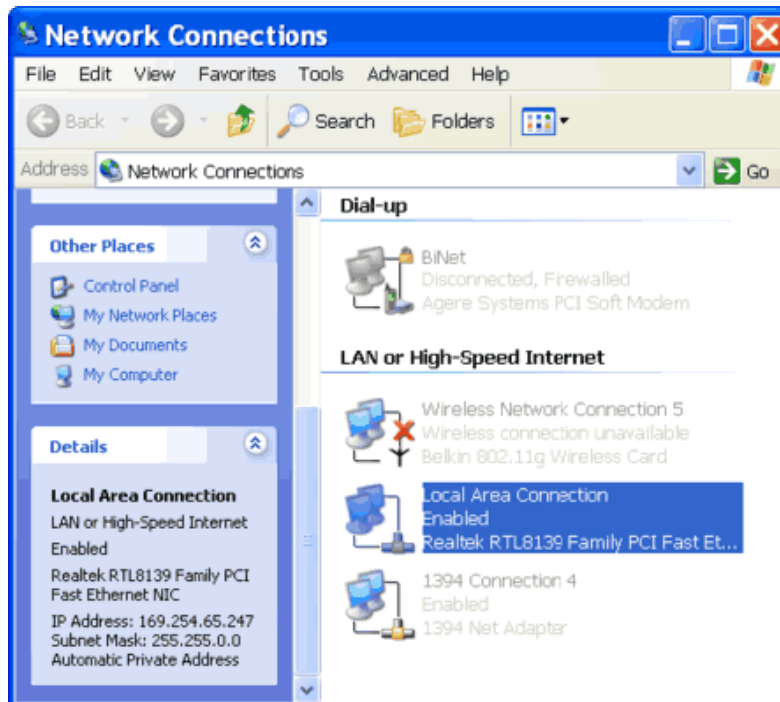 Network Connections
File Edit View Favorites Tools Advanced Help
Back Search Folders
Address Network Connections Go
Other Places
Control Panel
My Network Places
My Documents
My Computer
Details
Local Area Connection
LAN or High-Speed Internet
Enabled
Realtek RTL8139 Family PCI
Fast Ethernet NIC
IP Address: 169.254.65.247
Subnet Mask: 255.255.0.0
Automatic Private Address
Dial-up
BiNet
Disconnected, Firewalled
Agere Systems PCI Soft Modem
LAN or High-Speed Internet
Wireless Network Connection 5
Wireless connection unavailable
Belkin 802.11g Wireless Card
Local Area Connection
Enabled
Realtek RTL8139 Family PCI Fast Et...
1394 Connection 4
Enabled
1394 Net Adapter